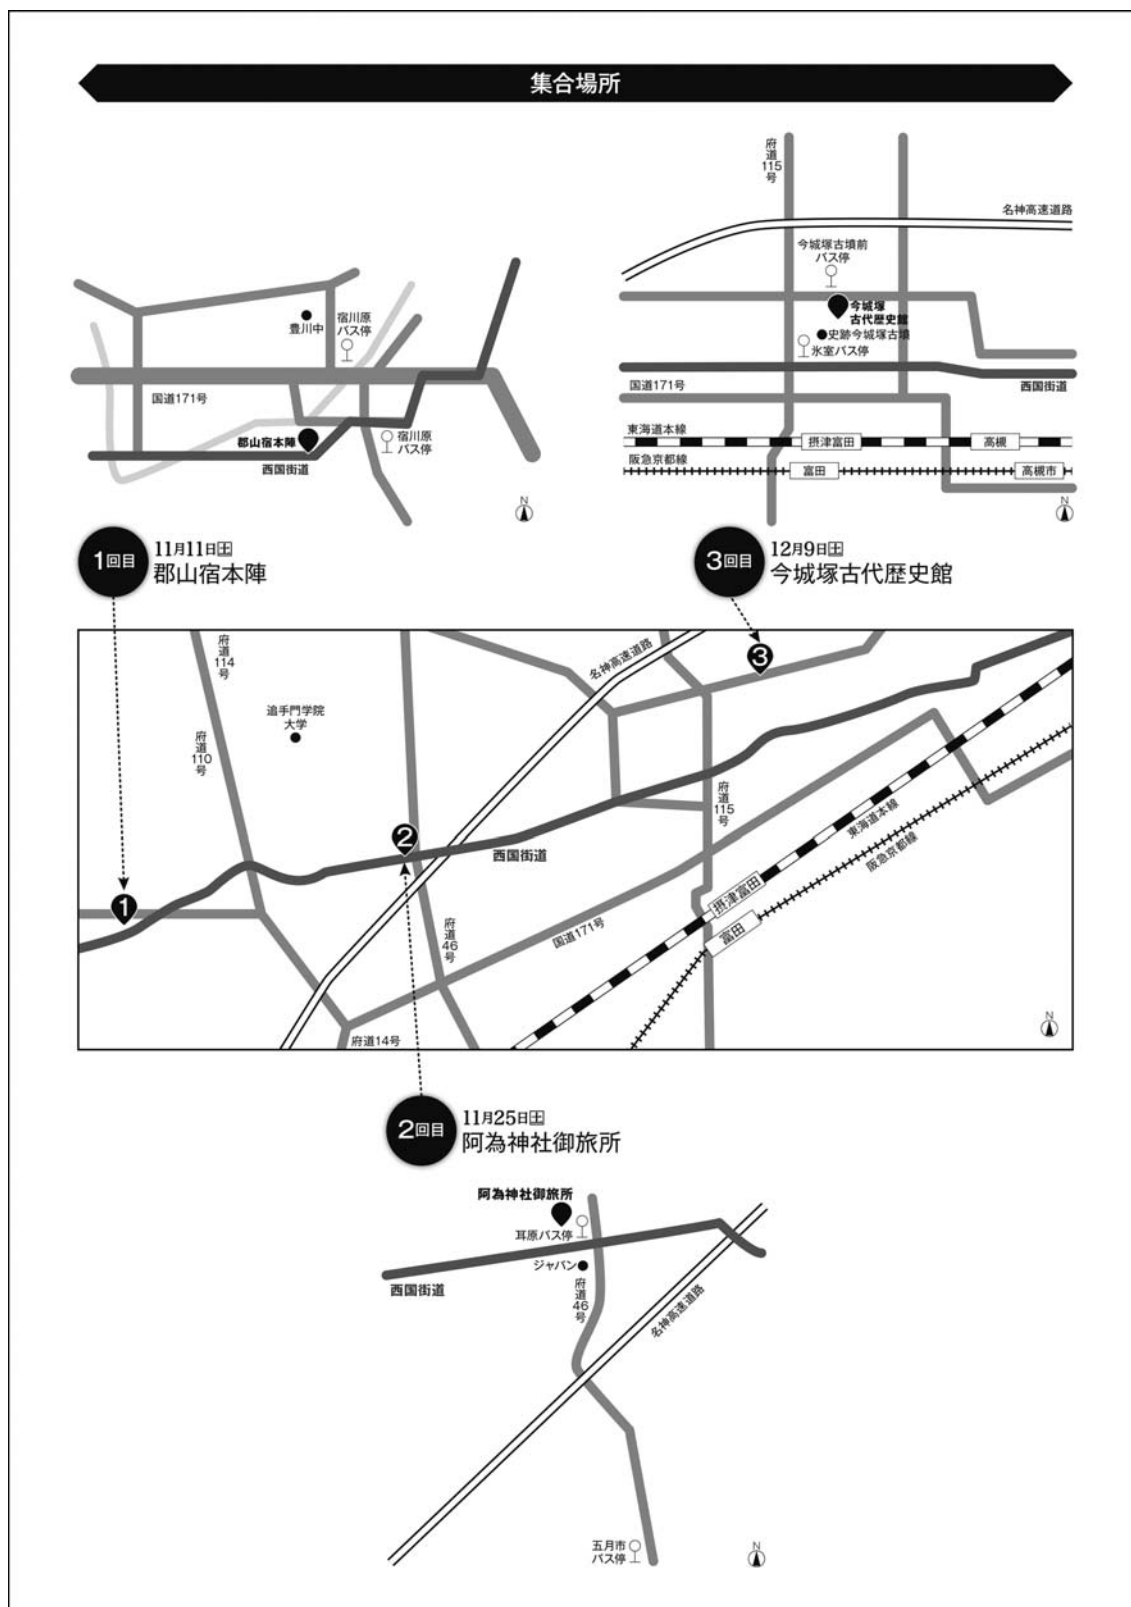 集合場所
豊川中
宿川原
バス停
国道171号
郡山宿本陣
宿川原
バス停
西国街道
N
府道115号
名神高速道路
今城塚古墳前
バス停
今城塚
古代歴史館
史跡今城塚古墳
氷室バス停
国道171号
西国街道
東海道本線
摂津富田
高槻
阪急京都線
富田
高槻市
N
1回目
11月11日土
郡山宿本陣
3回目
12月9日土
今城塚古代歴史館
府道114号
名神高速道路
3
追手門学院
大学
府道110号
府道115号
2
西国街道
東海道本線
阪急京都線
1
摂津富田
府道46号
国道171号
富田
N
府道14号
2回目
11月25日土
阿為神社御旅所
阿為神社御旅所
耳原バス停
ジャパン
西国街道
府道46号
名神高速道路
五月市
バス停
N